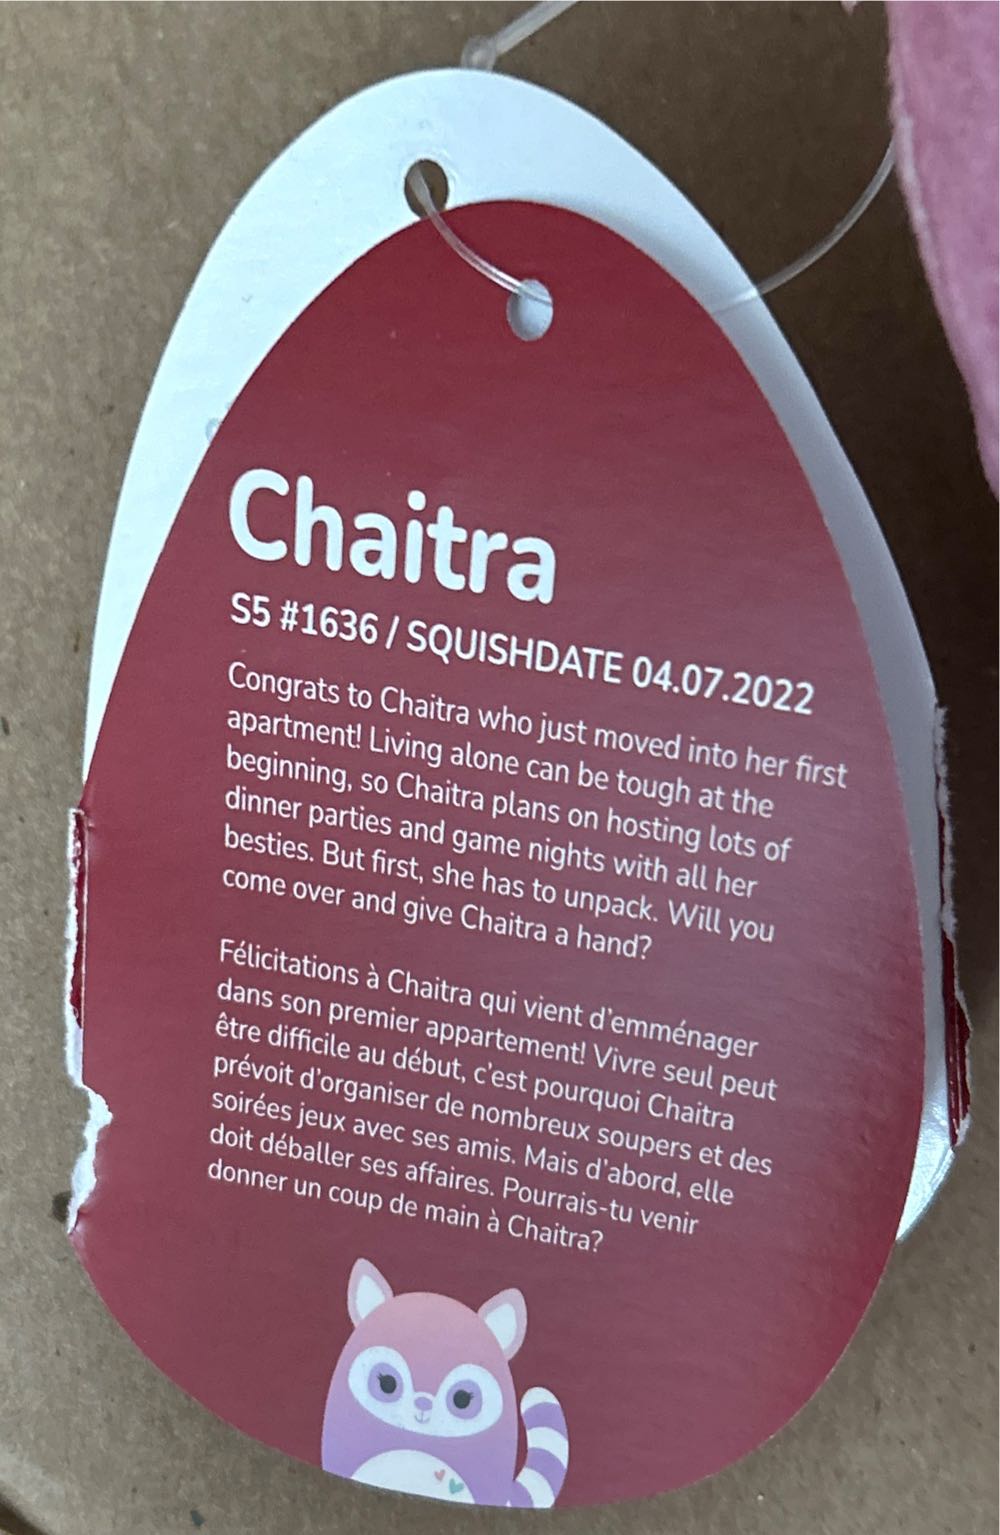 Chaitra
S5 #1636 / SQUISHDATE 04.07.2022
Congrats to Chaitra who just moved into her first
apartment! Living alone can be tough at the
beginning, so Chaitra plans on hosting lots of
dinner parties and game nights with all her
besties. But first, she has to unpack. Will you
come over and give Chaitra a hand?
Félicitations à Chaitra qui vient d'emménager
dans son premier appartement! Vivre seul peut
être difficile au début, c'est pourquoi Chaitra
prévoit d'organiser de nombreux soupers et des
soirées jeux avec ses amis. Mais d'abord, elle
doit déballer ses affaires. Pourrais-tu venir
donner un coup de main à Chaitra?